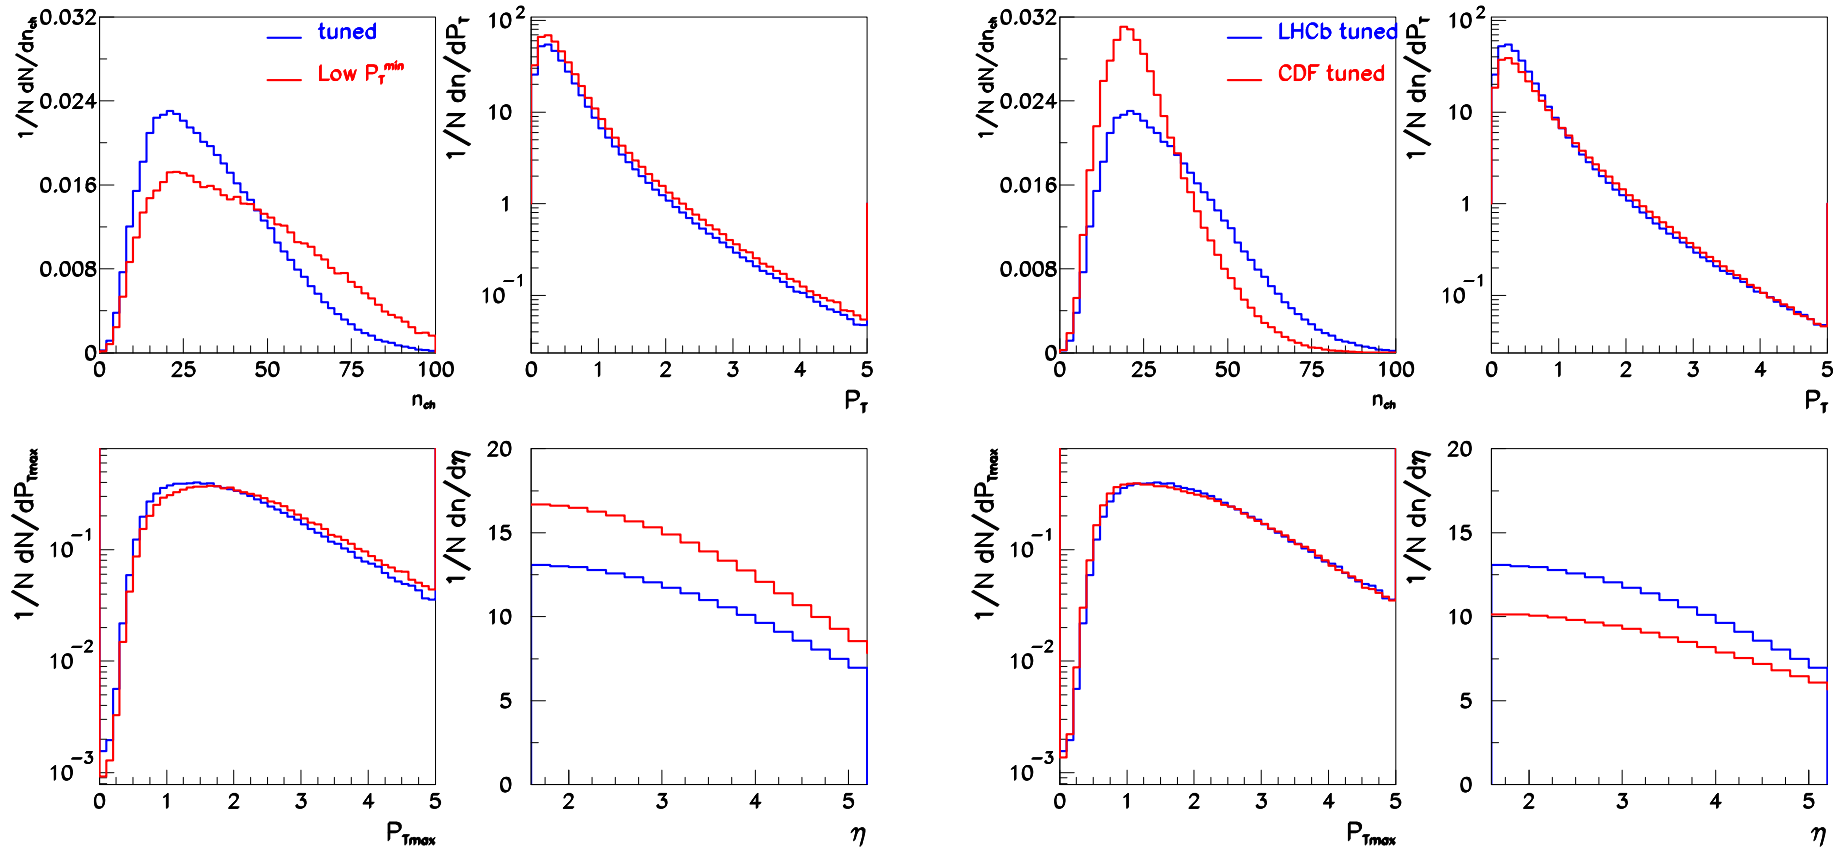 1/N dN/dn_ch
0.032
0.024
0.016
0.008
0
tuned
Low P_T^min
0 25 50 75 100
n_ch
1/N dn/dP_T
10^2
10
1
10^-1
0 1 2 3 4 5
P_T
1/N dN/dn_ch
0.032
0.024
0.016
0.008
0
LHCb tuned
CDF tuned
0 25 50 75 100
n_ch
1/N dn/dP_T
10^2
10
1
10^-1
0 1 2 3 4 5
P_T
1/N dN/dP_Tmax
10^-1
10^-2
10^-3
0 1 2 3 4 5
P_Tmax
1/N dn/dη
20
15
10
5
0
2 3 4 5
η
1/N dN/dP_Tmax
10^-1
10^-2
10^-3
0 1 2 3 4 5
P_Tmax
1/N dn/dη
20
15
10
5
0
2 3 4 5
η